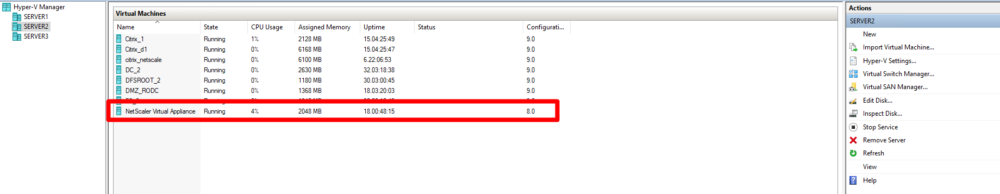 Hyper-V Manager
SERVER1
SERVER2
SERVER3
Virtual Machines
Name State CPU Usage Assigned Memory Uptime Status Configurati...
Citrix_1 Running 1% 2128 MB 15.04:25:49 9.0
Citrix_d1 Running 0% 6168 MB 15.04:25:47 9.0
citrix_netscale Running 0% 6100 MB 6.22:06:53 9.0
DC_2 Running 0% 2630 MB 32.03:18:38 9.0
DFSROOT_2 Running 0% 1180 MB 30.03:00:45 9.0
DMZ_RODC Running 0% 1368 MB 18.03:20:03 9.0
NetScaler Virtual Appliance Running 4% 2048 MB 18.00:48:15 8.0
Actions
SERVER2
New
Import Virtual Machine...
Hyper-V Settings...
Virtual Switch Manager...
Virtual SAN Manager...
Edit Disk...
Inspect Disk...
Stop Service
Remove Server
Refresh
View
Help